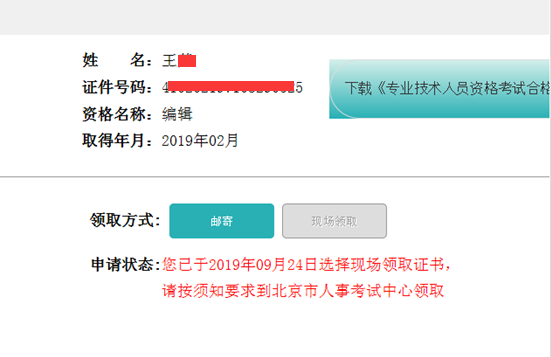 姓　　名：王
下载《专业技术人员资格考试合格
证件号码：4 5
资格名称：编辑
取得年月：2019年02月
领取方式: 邮寄 现场领取
申请状态:您已于2019年09月24日选择现场领取证书，
请按须知要求到北京市人事考试中心领取